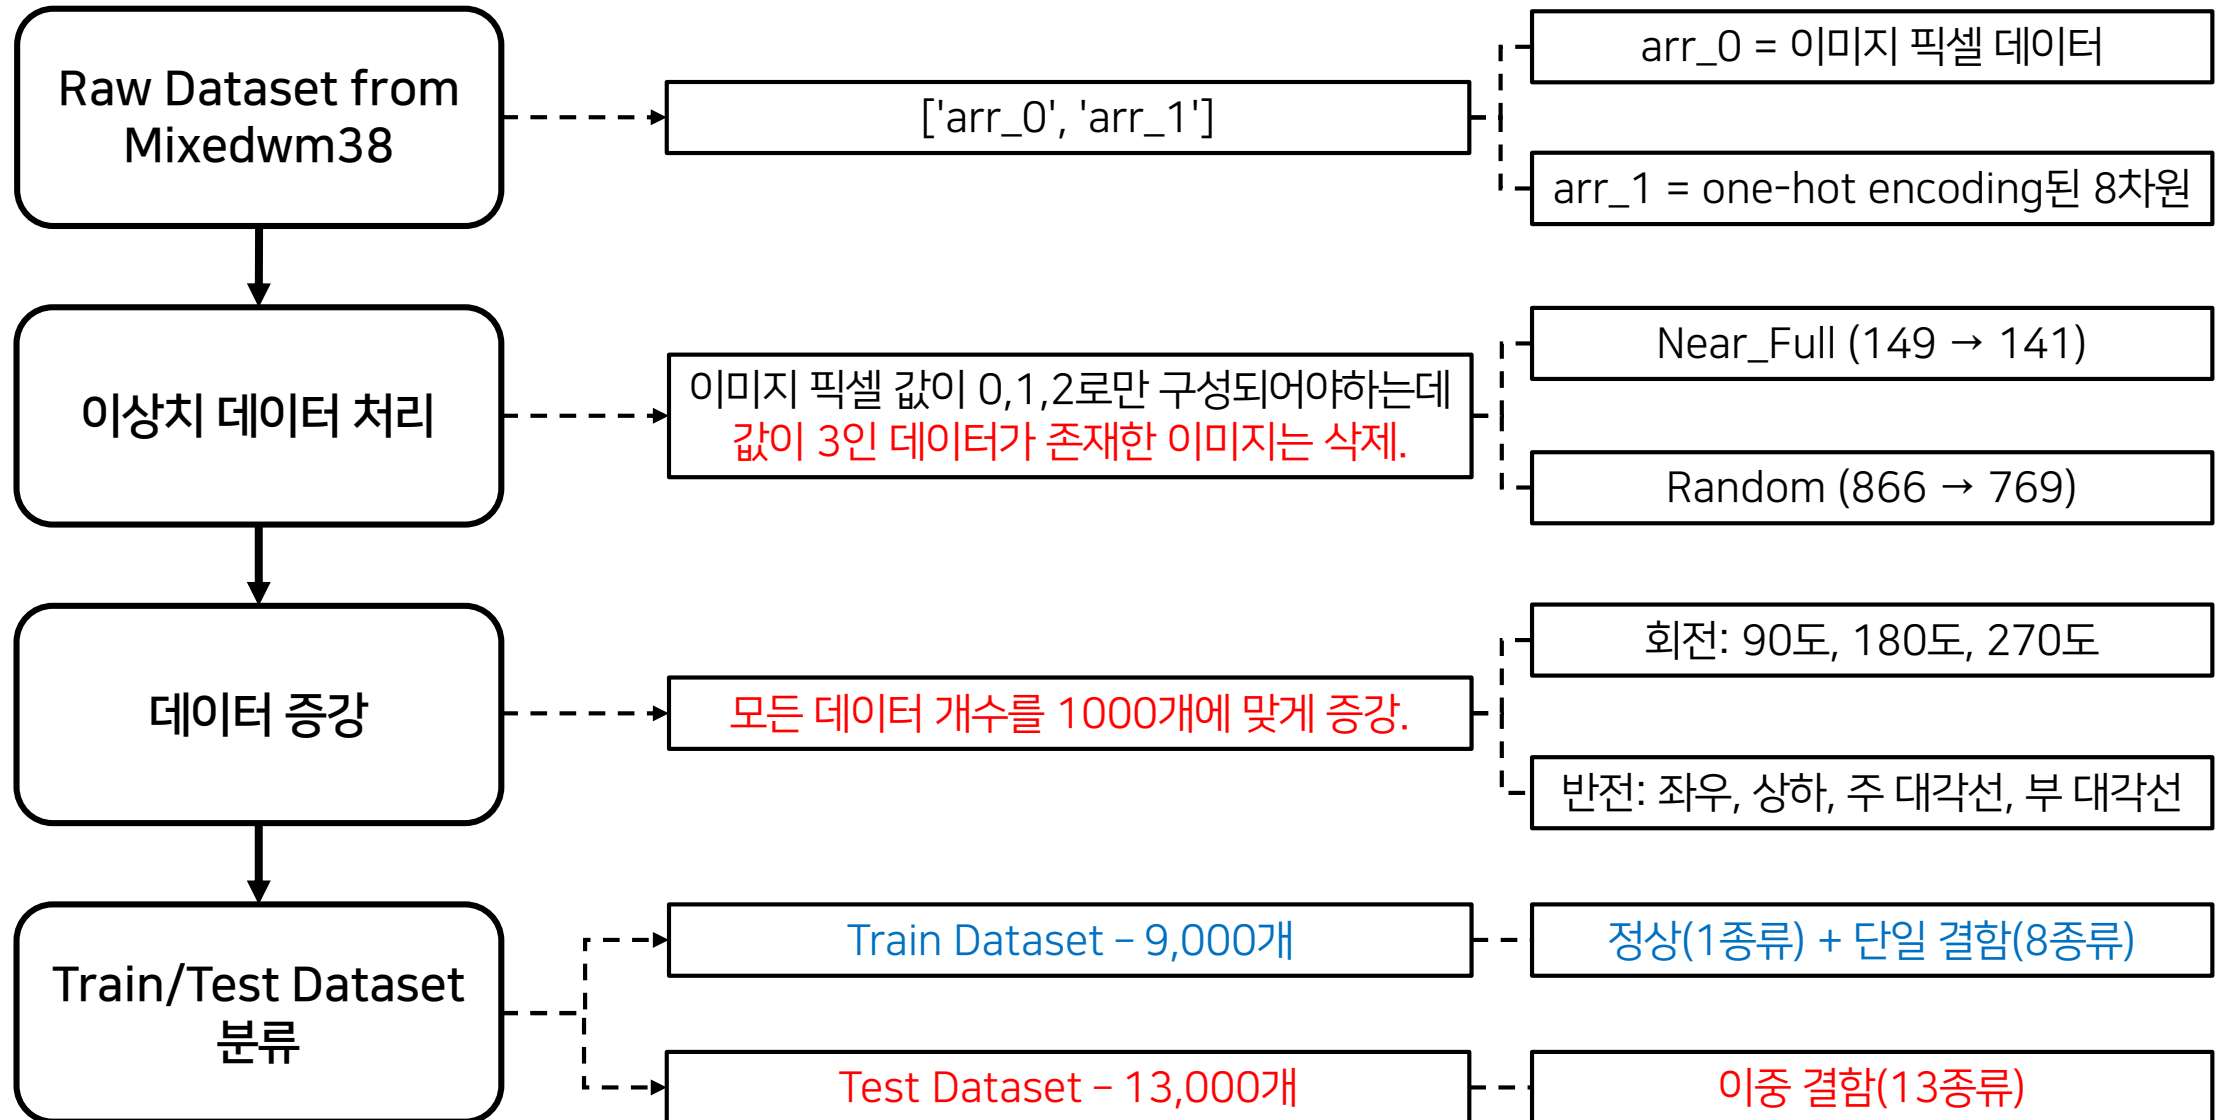 Raw Dataset from
Mixedwm38
['arr_0', 'arr_1']
arr_0 = 이미지 픽셀 데이터
arr_1 = one-hot encoding된 8차원
이상치 데이터 처리
이미지 픽셀 값이 0,1,2로만 구성되어야하는데
값이 3인 데이터가 존재한 이미지는 삭제.
Near_Full (149 → 141)
Random (866 → 769)
데이터 증강
모든 데이터 개수를 1000개에 맞게 증강.
회전: 90도, 180도, 270도
반전: 좌우, 상하, 주 대각선, 부 대각선
Train/Test Dataset
분류
Train Dataset – 9,000개
정상(1종류) + 단일 결함(8종류)
Test Dataset – 13,000개
이중 결함(13종류)